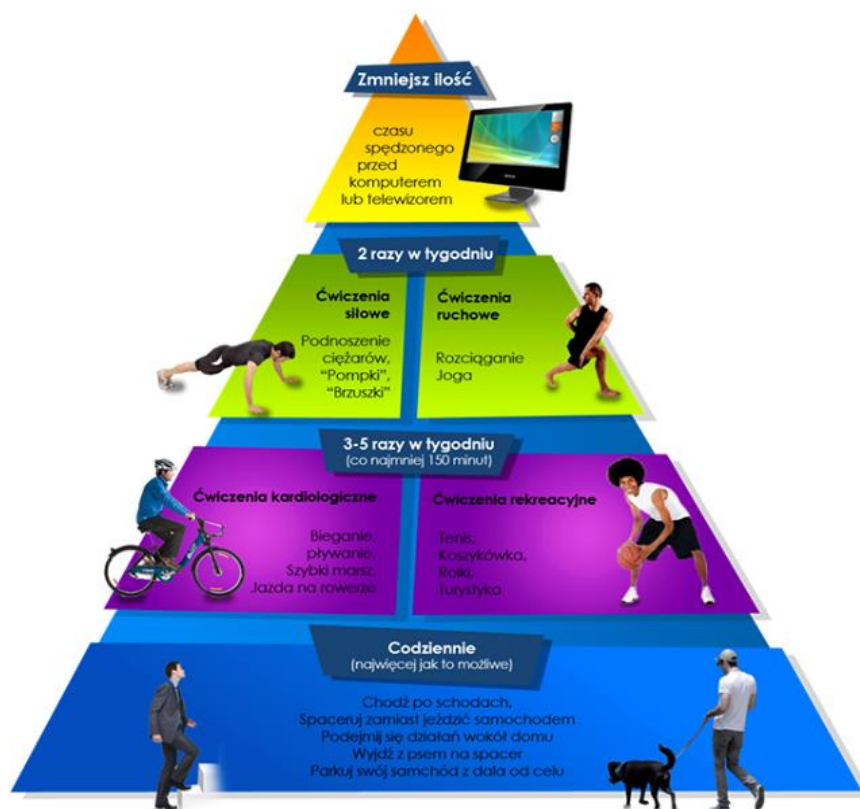 Zmniejsz ilość
czasu
spędzonego
przed
komputerem
lub telewizorem
2 razy w tygodniu
Ćwiczenia
siłowe
Podnoszenie
ciężarów,
"Pompki",
"Brzuszki"
Ćwiczenia
ruchowe
Rozciąganie
Joga
3-5 razy w tygodniu
(co najmniej 150 minut)
Ćwiczenia kardiologiczne
Bieganie,
pływanie,
Szybki marsz,
Jazda na rowerze
Ćwiczenia rekreacyjne
Tenis,
Koszykówka,
Rolki,
Turystyka
Codziennie
(najwięcej jak to możliwe)
Chodź po schodach,
Spaceruj zamiast jeździć samochodem
Podejmij się działań wokół domu
Wyjdź z psem na spacer
Parkuj swój samchód z dala od celu